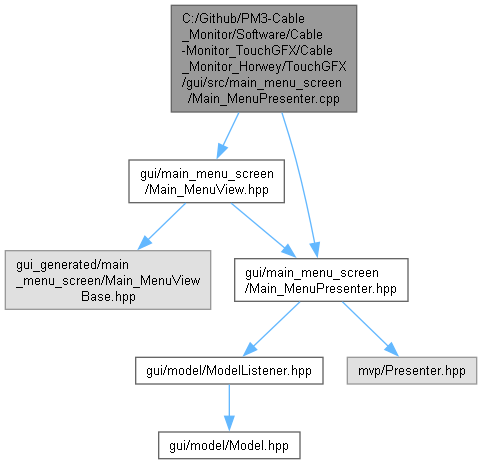 C:/Github/PM3-Cable
_Monitor/Software/Cable
-Monitor_TouchGFX/Cable
_Monitor_Horwey/TouchGFX
/gui/src/main_menu_screen
/Main_MenuPresenter.cpp
gui/main_menu_screen
/Main_MenuView.hpp
gui_generated/main
_menu_screen/Main_MenuView
Base.hpp
gui/main_menu_screen
/Main_MenuPresenter.hpp
gui/model/ModelListener.hpp
mvp/Presenter.hpp
gui/model/Model.hpp